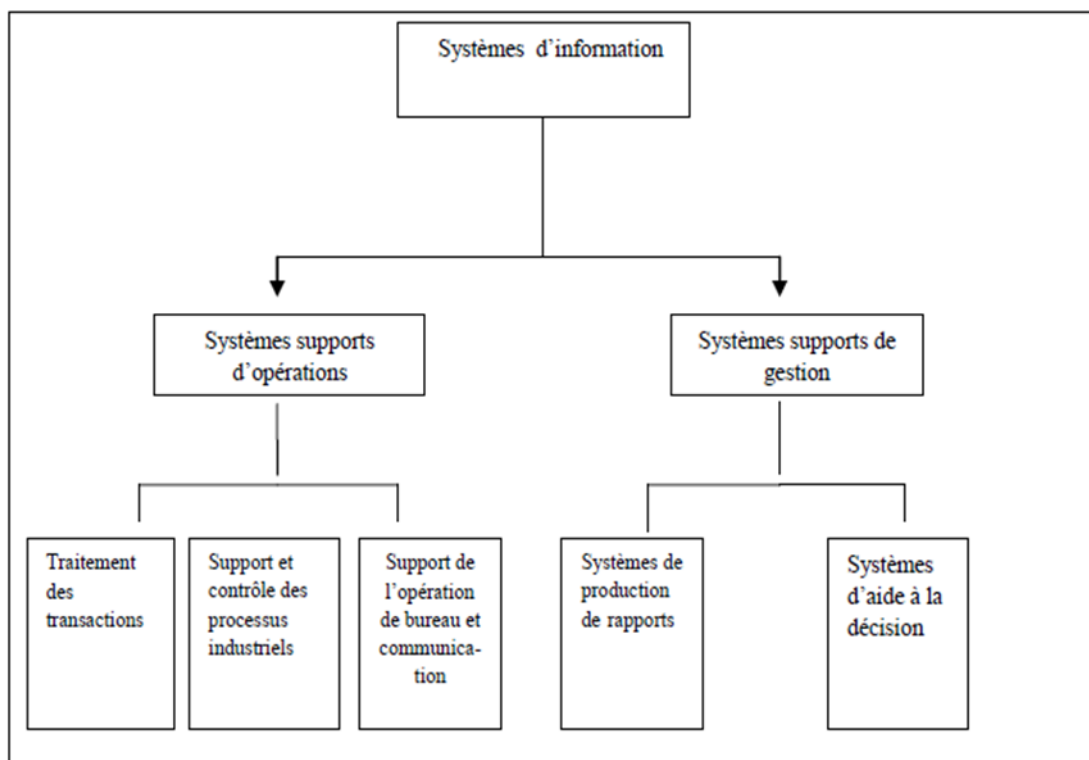 Systèmes d’information
Systèmes supports
d’opérations
Systèmes supports de
gestion
Traitement
des
transactions
Support et
contrôle des
processus
industriels
Support de
l’opération
de bureau et
communica-
tion
Systèmes de
production
de rapports
Systèmes
d’aide à la
décision